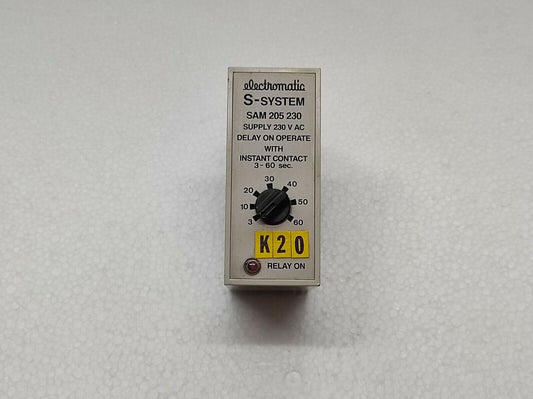 electromatic
S-SYSTEM
SAM 205 230
SUPPLY 230 V AC
DELAY ON OPERATE
WITH
INSTANT CONTACT
3-60 sec.
30
20 40
10 50
3 60
K20
RELAY ON